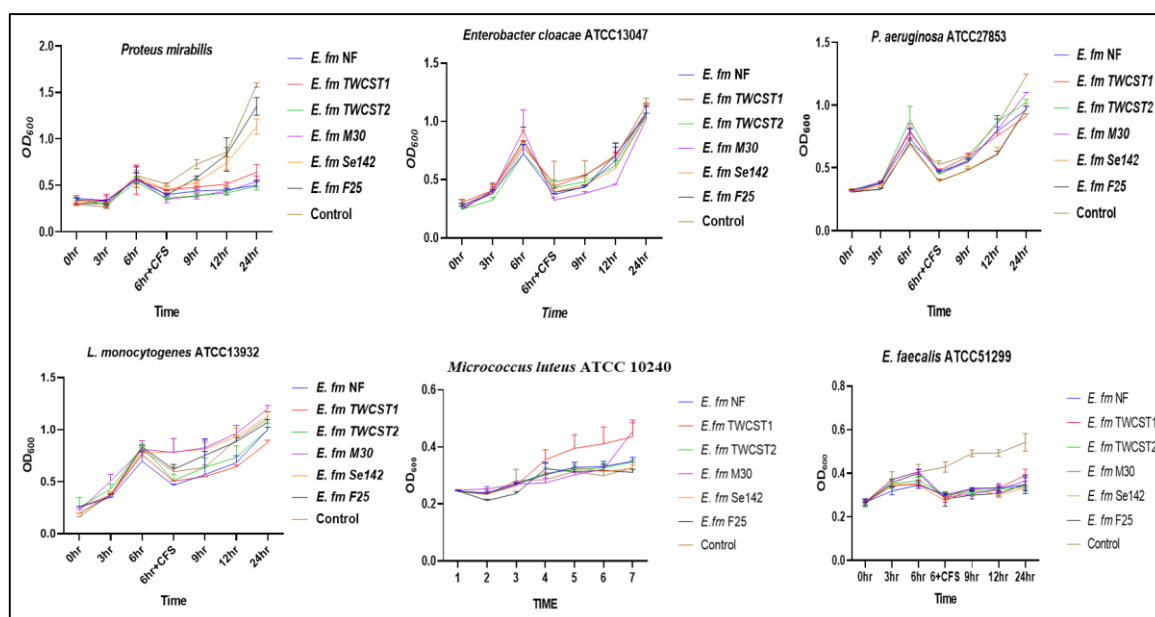 Proteus mirabilis
2.0
1.5
1.0
0.5
0.0
OD600
0hr
3hr
6hr
6hr+CFS
9hr
12hr
24hr
Time
E. fm NF
E. fm TWCST1
E. fm TWCST2
E. fm M30
E. fm Se142
E. fm F25
Control
Enterobacter cloacae ATCC13047
1.5
1.0
0.5
0.0
OD600
0hr
3hr
6hr
6hr+CFS
9hr
12hr
24hr
Time
E. fm NF
E. fm TWCST1
E. fm TWCST2
E. fm M30
E. fm Se142
E. fm F25
Control
P. aeruginosa ATCC27853
1.5
1.0
0.5
0.0
OD600
0hr
3hr
6hr
6hr+CFS
9hr
12hr
24hr
Time
E. fm NF
E. fm TWCST1
E. fm TWCST2
E. fm M30
E. fm Se142
E. fm F25
Control
L. monocytogenes ATCC13932
1.5
1.0
0.5
0.0
OD600
0hr
3hr
6hr
6hr+CFS
9hr
12hr
24hr
Time
E. fm NF
E. fm TWCST1
E. fm TWCST2
E. fm M30
E. fm Se142
E. fm F25
Control
Micrococcus luteus ATCC 10240
0.6
0.4
0.2
0.0
OD600
1
2
3
4
5
6
7
TIME
E. fm NF
E.fm TWCST1
E.fm TWCST2
E.fm M30
E. fm Se142
E.fm F25
Control
E. faecalis ATCC51299
0.8
0.6
0.4
0.2
0.0
OD600
0hr
3hr
6hr
6+CFS
9hr
12hr
24hr
Time
E. fm NF
E.fm TWCST1
E.fm TWCST2
E.fm M30
E. fm Se142
E.fm F25
Control